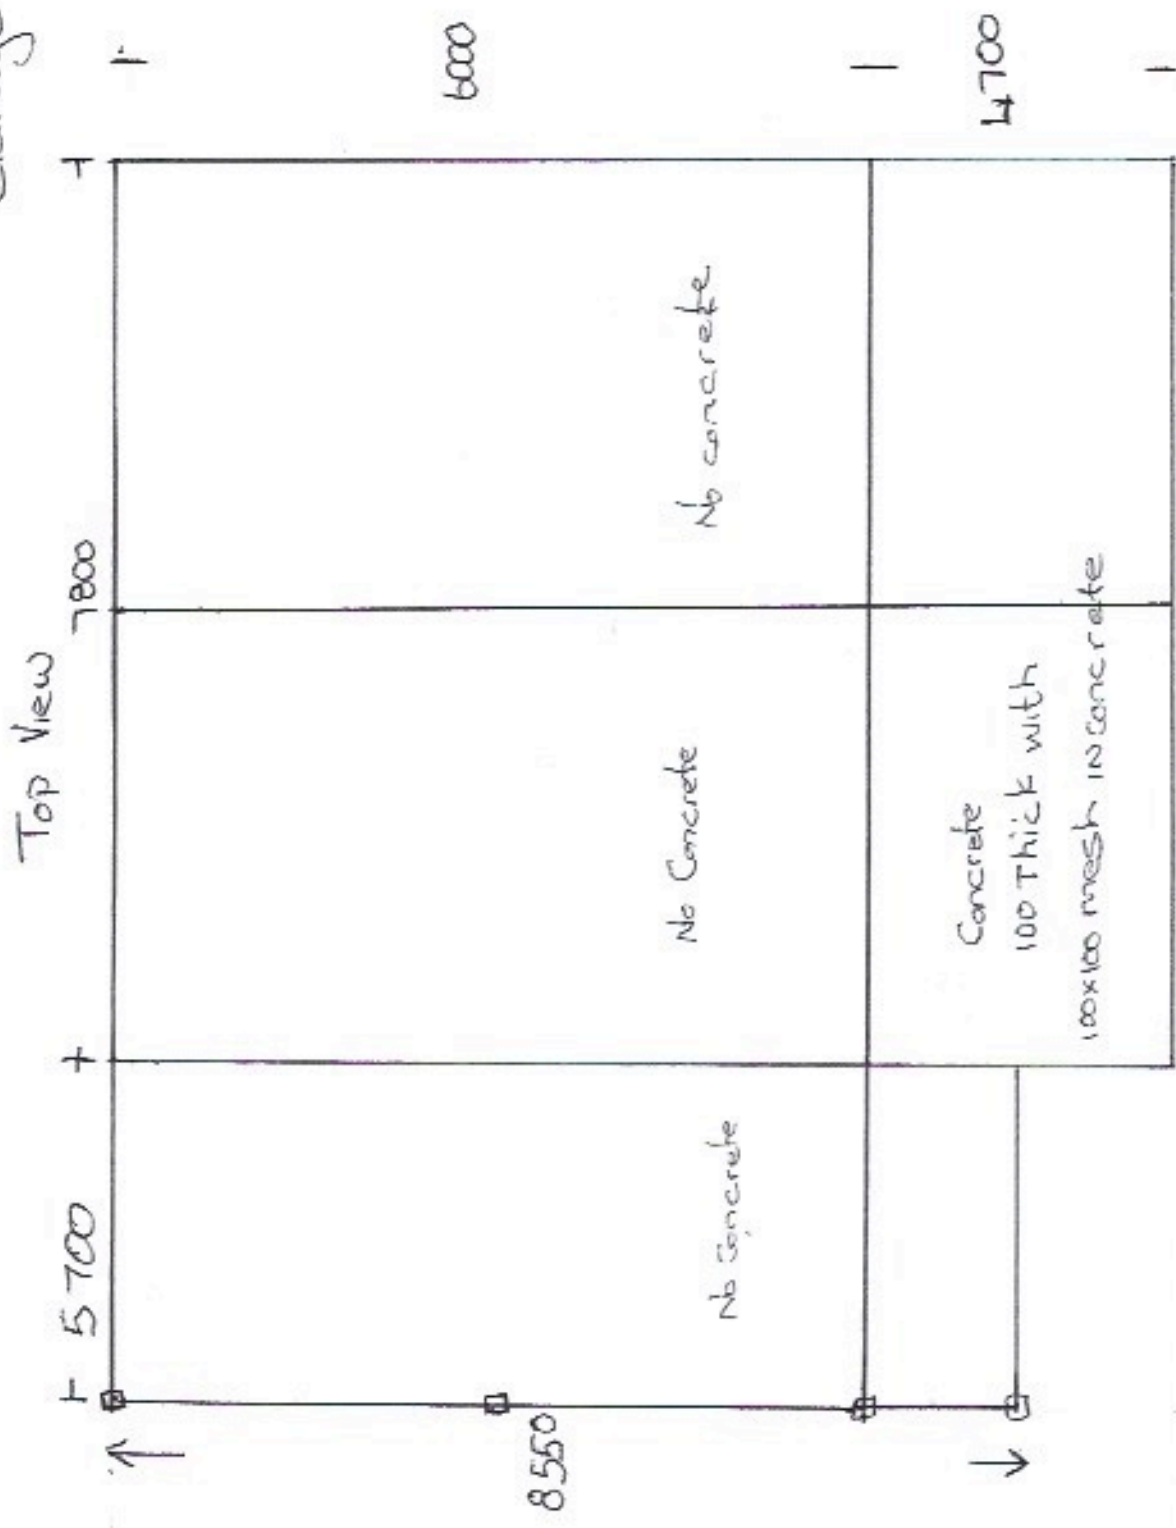 Top View
5700
7800
8550
6000
4700
No Concrete
No Concrete
No concrete
Concrete
100 Thick with
100x100 mesh IN concrete